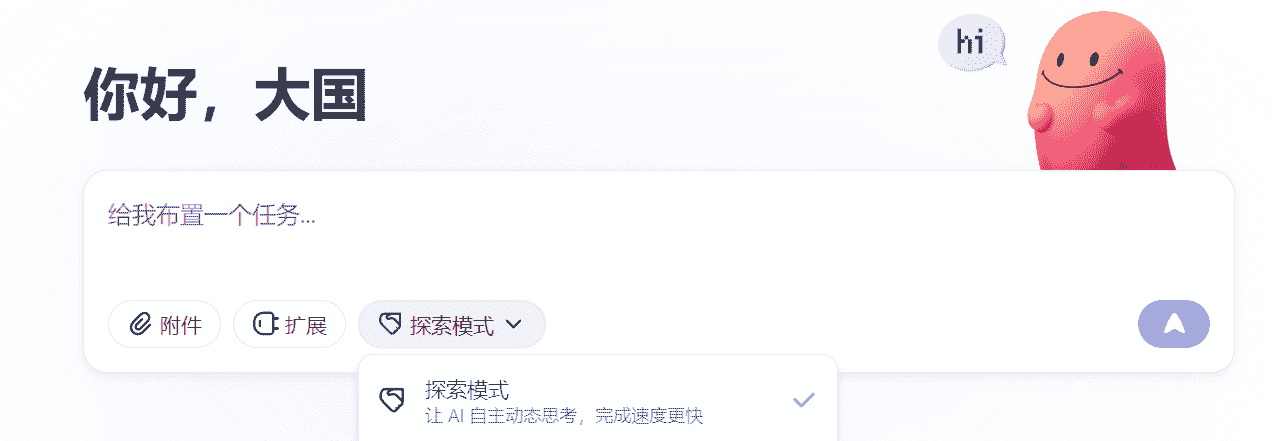 hi
你好，大国
给我布置一个任务...
附件
扩展
探索模式
探索模式
让 AI 自主动态思考，完成速度更快